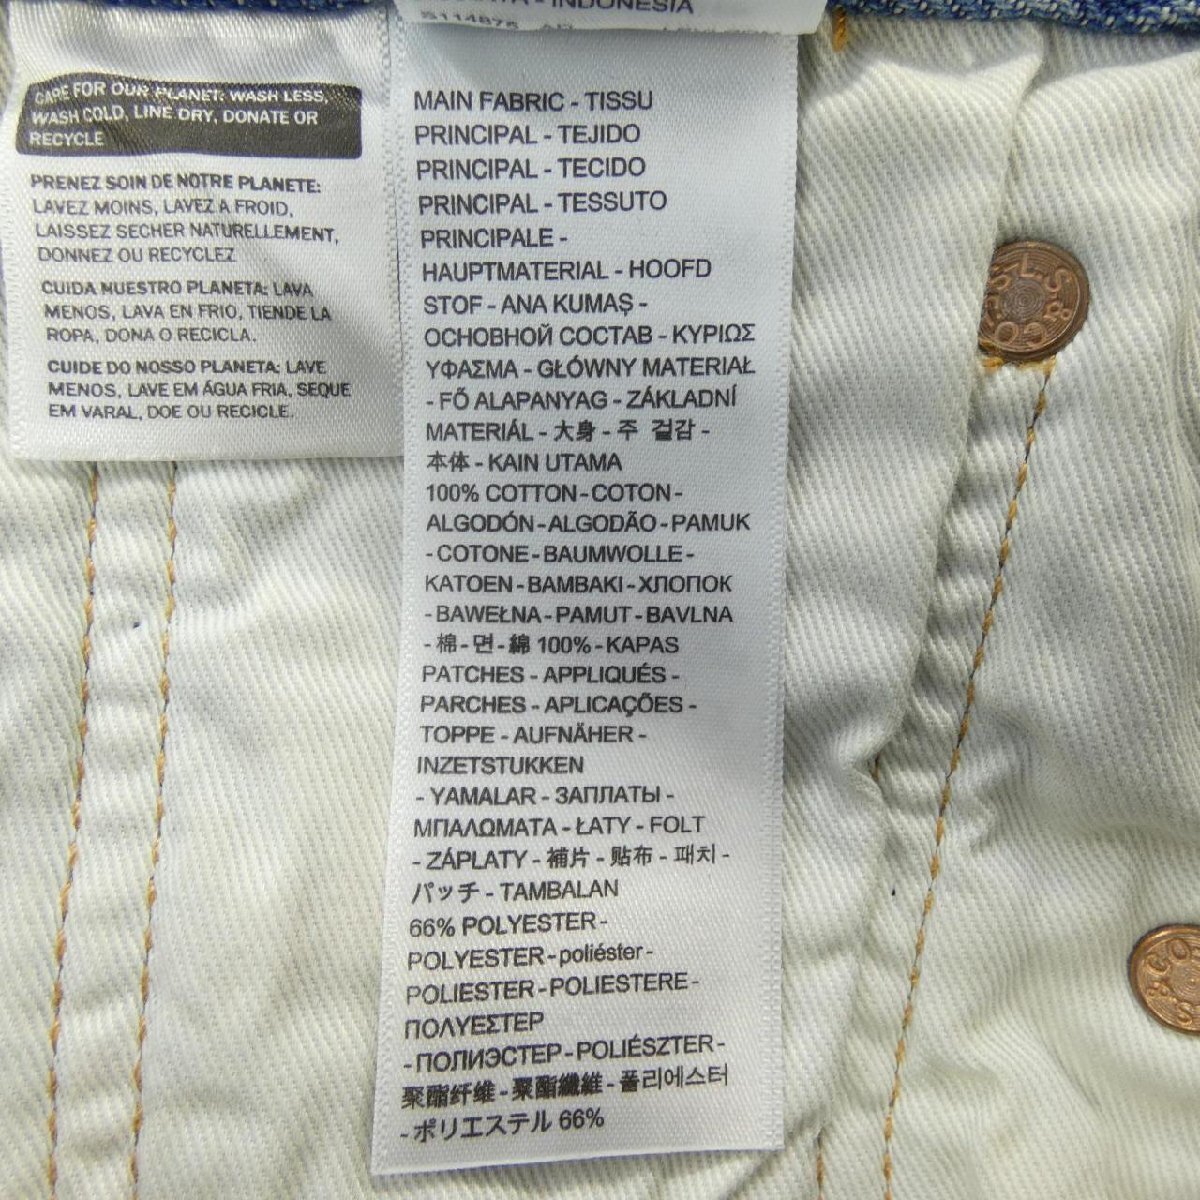 CARE FOR OUR PLANET: WASH LESS,
WASH COLD, LINE DRY, DONATE OR
RECYCLE
PRENEZ SOIN DE NOTRE PLANETE:
LAVEZ MOINS, LAVEZ A FROID,
LAISSEZ SECHER NATURELLEMENT,
DONNEZ OU RECYCLEZ
CUIDA NUESTRO PLANETA: LAVA
MENOS, LAVA EN FRIO, TIENDE LA
ROPA, DONA O RECICLA.
CUIDE DO NOSSO PLANETA: LAVE
MENOS, LAVE EM ÁGUA FRIA, SEQUE
EM VARAL, DOE OU RECICLE.
- INDONESIA
MAIN FABRIC - TISSU
PRINCIPAL - TEJIDO
PRINCIPAL - TECIDO
PRINCIPAL - TESSUTO
PRINCIPALE -
HAUPTMATERIAL - HOOFD
STOF - ANA KUMAŞ -
ОСНОВНОЙ СОСТАВ - ΚΥΡΙΩΣ
ΥΦΑΣΜΑ - GŁÓWNY MATERIAŁ
- FŐ ALAPANYAG - ZÁKLADNÍ
MATERIÁL - 大身 - 주 겉감 -
本体 - KAIN UTAMA
100% COTTON - COTON -
ALGODÓN - ALGODÃO - PAMUK
- COTONE - BAUMWOLLE -
KATOEN - ΒΑΜΒΑΚΙ - ХЛОПОК
- BAWEŁNA - PAMUT - BAVLNA
- 棉 - 면 - 綿 100% - KAPAS
PATCHES - APPLIQUÉS -
PARCHES - APLICAÇÕES -
TOPPE - AUFNÄHER -
INZETSTUKKEN
- YAMALAR - ЗАПЛАТЫ -
ΜΠΑΛΩΜΑΤΑ - ŁATY - FOLT
- ZÁPLATY - 補片 - 贴布 - 패치 -
パッチ - TAMBALAN
66% POLYESTER -
POLYESTER - poliéster -
POLIESTER - POLIESTERE -
ΠΟΛΥΕΣΤΕΡ
- ПОЛИЭСТЕР - POLIÉSZTER -
聚酯纤维 - 聚酯纖維 - 폴리에스터
- ポリエステル 66%